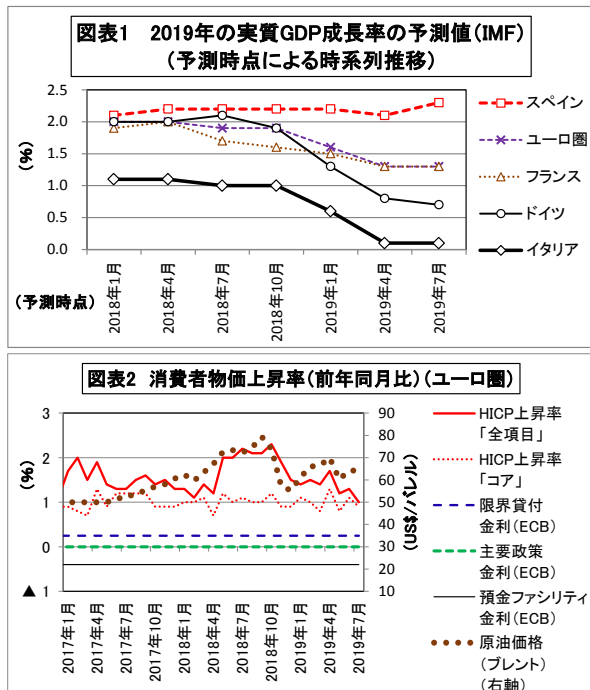 図表1 2019年の実質GDP成長率の予測値(IMF)
(予測時点による時系列推移)
2.5
2.0
1.5
1.0
0.5
0.0
(%)
2018年1月
2018年4月
2018年7月
2018年10月
2019年1月
2019年4月
2019年7月
(予測時点)
スペイン
ユーロ圏
フランス
ドイツ
イタリア
図表2 消費者物価上昇率(前年同月比)(ユーロ圏)
3
2
1
0
▲ 1
(%)
90
80
70
60
50
40
30
20
10
(US$/バレル)
2017年1月
2017年4月
2017年7月
2017年10月
2018年1月
2018年4月
2018年7月
2018年10月
2019年1月
2019年4月
2019年7月
HICP上昇率
「全項目」
HICP上昇率
「コア」
限界貸付
金利(ECB)
主要政策
金利(ECB)
預金ファシリティ
金利(ECB)
原油価格
(ブレント)
(右軸)